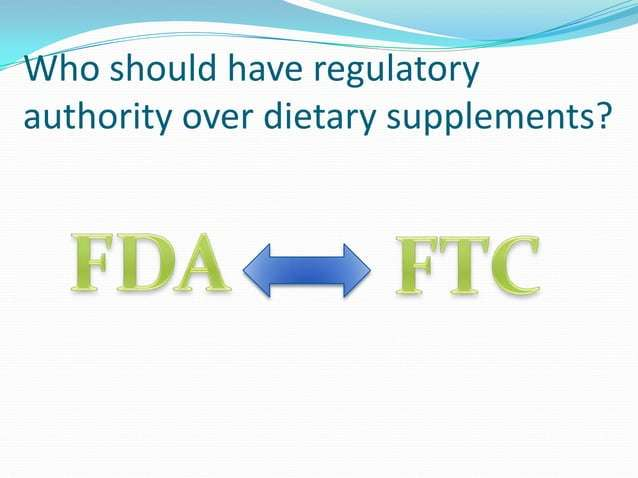 Who should have regulatory
authority over dietary supplements?
FDA FTC